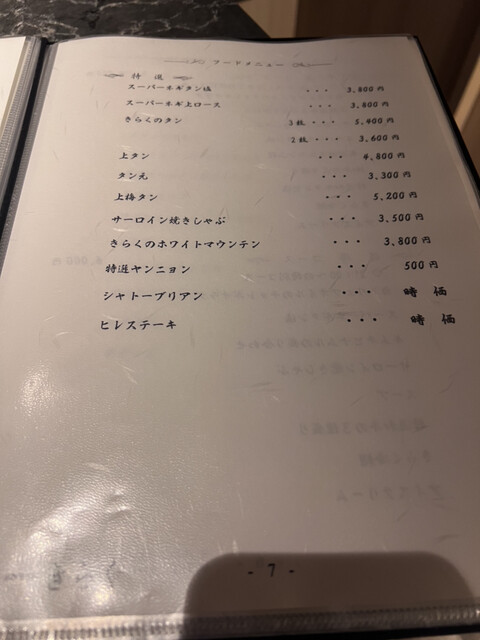 フードメニュー
特選
スーパーネギタン塩 ・・・ 3,800円
スーパーネギ上ロース ・・・ 3,800円
きらくのタン 3枚 ・・・ 5,400円
2枚 ・・・ 3,600円
上タン ・・・ 4,800円
タン元 ・・・ 3,300円
上梅タン ・・・ 5,200円
サーロイン焼きしゃぶ ・・・ 3,500円
きらくのホワイトマウンテン ・・・ 3,800円
特選ヤンニョン ・・・ 500円
シャトーブリアン ・・・ 時価
ヒレステーキ ・・・ 時価
- 7 -